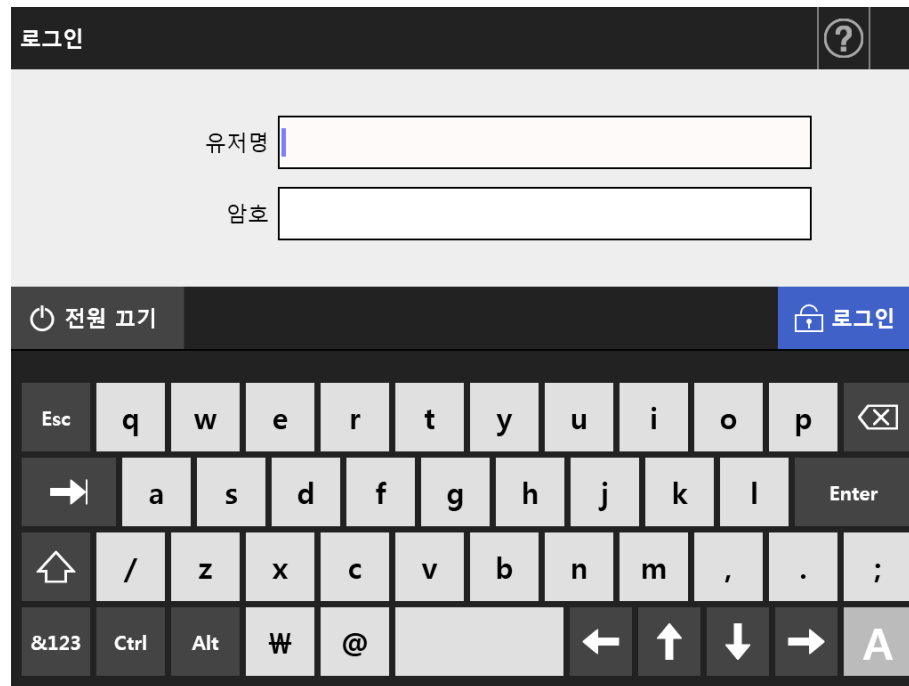 로그인 ?
유저명
암호
전원 끄기 로그인
Esc q w e r t y u i o p
a s d f g h j k l Enter
/ z x c v b n m , . ;
&123 Ctrl Alt ₩ @ A